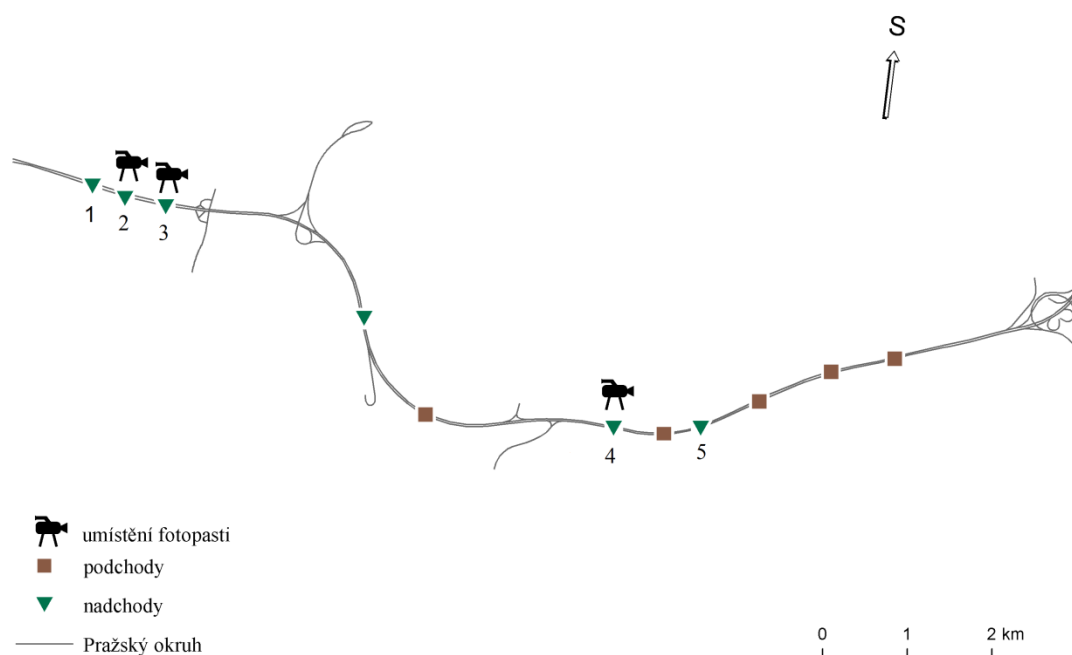 S
1
2
3
4
5
umístění fotopasti
podchody
nadchody
Pražský okruh
0 1 2 km